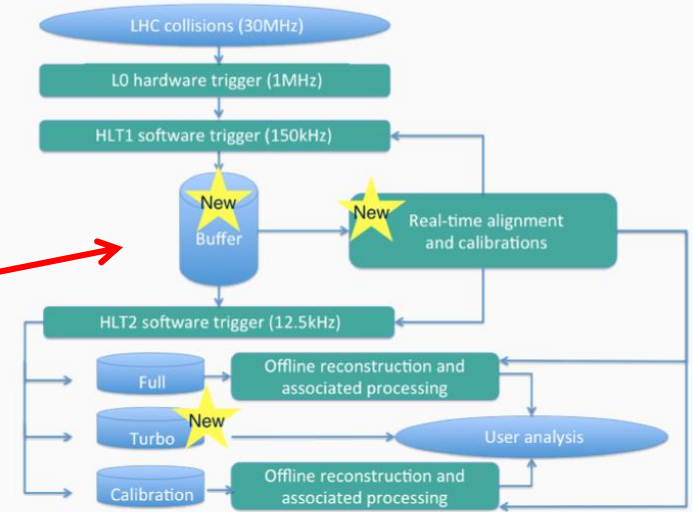 LHC collisions (30MHz)
L0 hardware trigger (1MHz)
HLT1 software trigger (150kHz)
New
Buffer
New
Real-time alignment
and calibrations
HLT2 software trigger (12.5kHz)
Full
Offline reconstruction and
associated processing
New
Turbo
User analysis
Calibration
Offline reconstruction and
associated processing